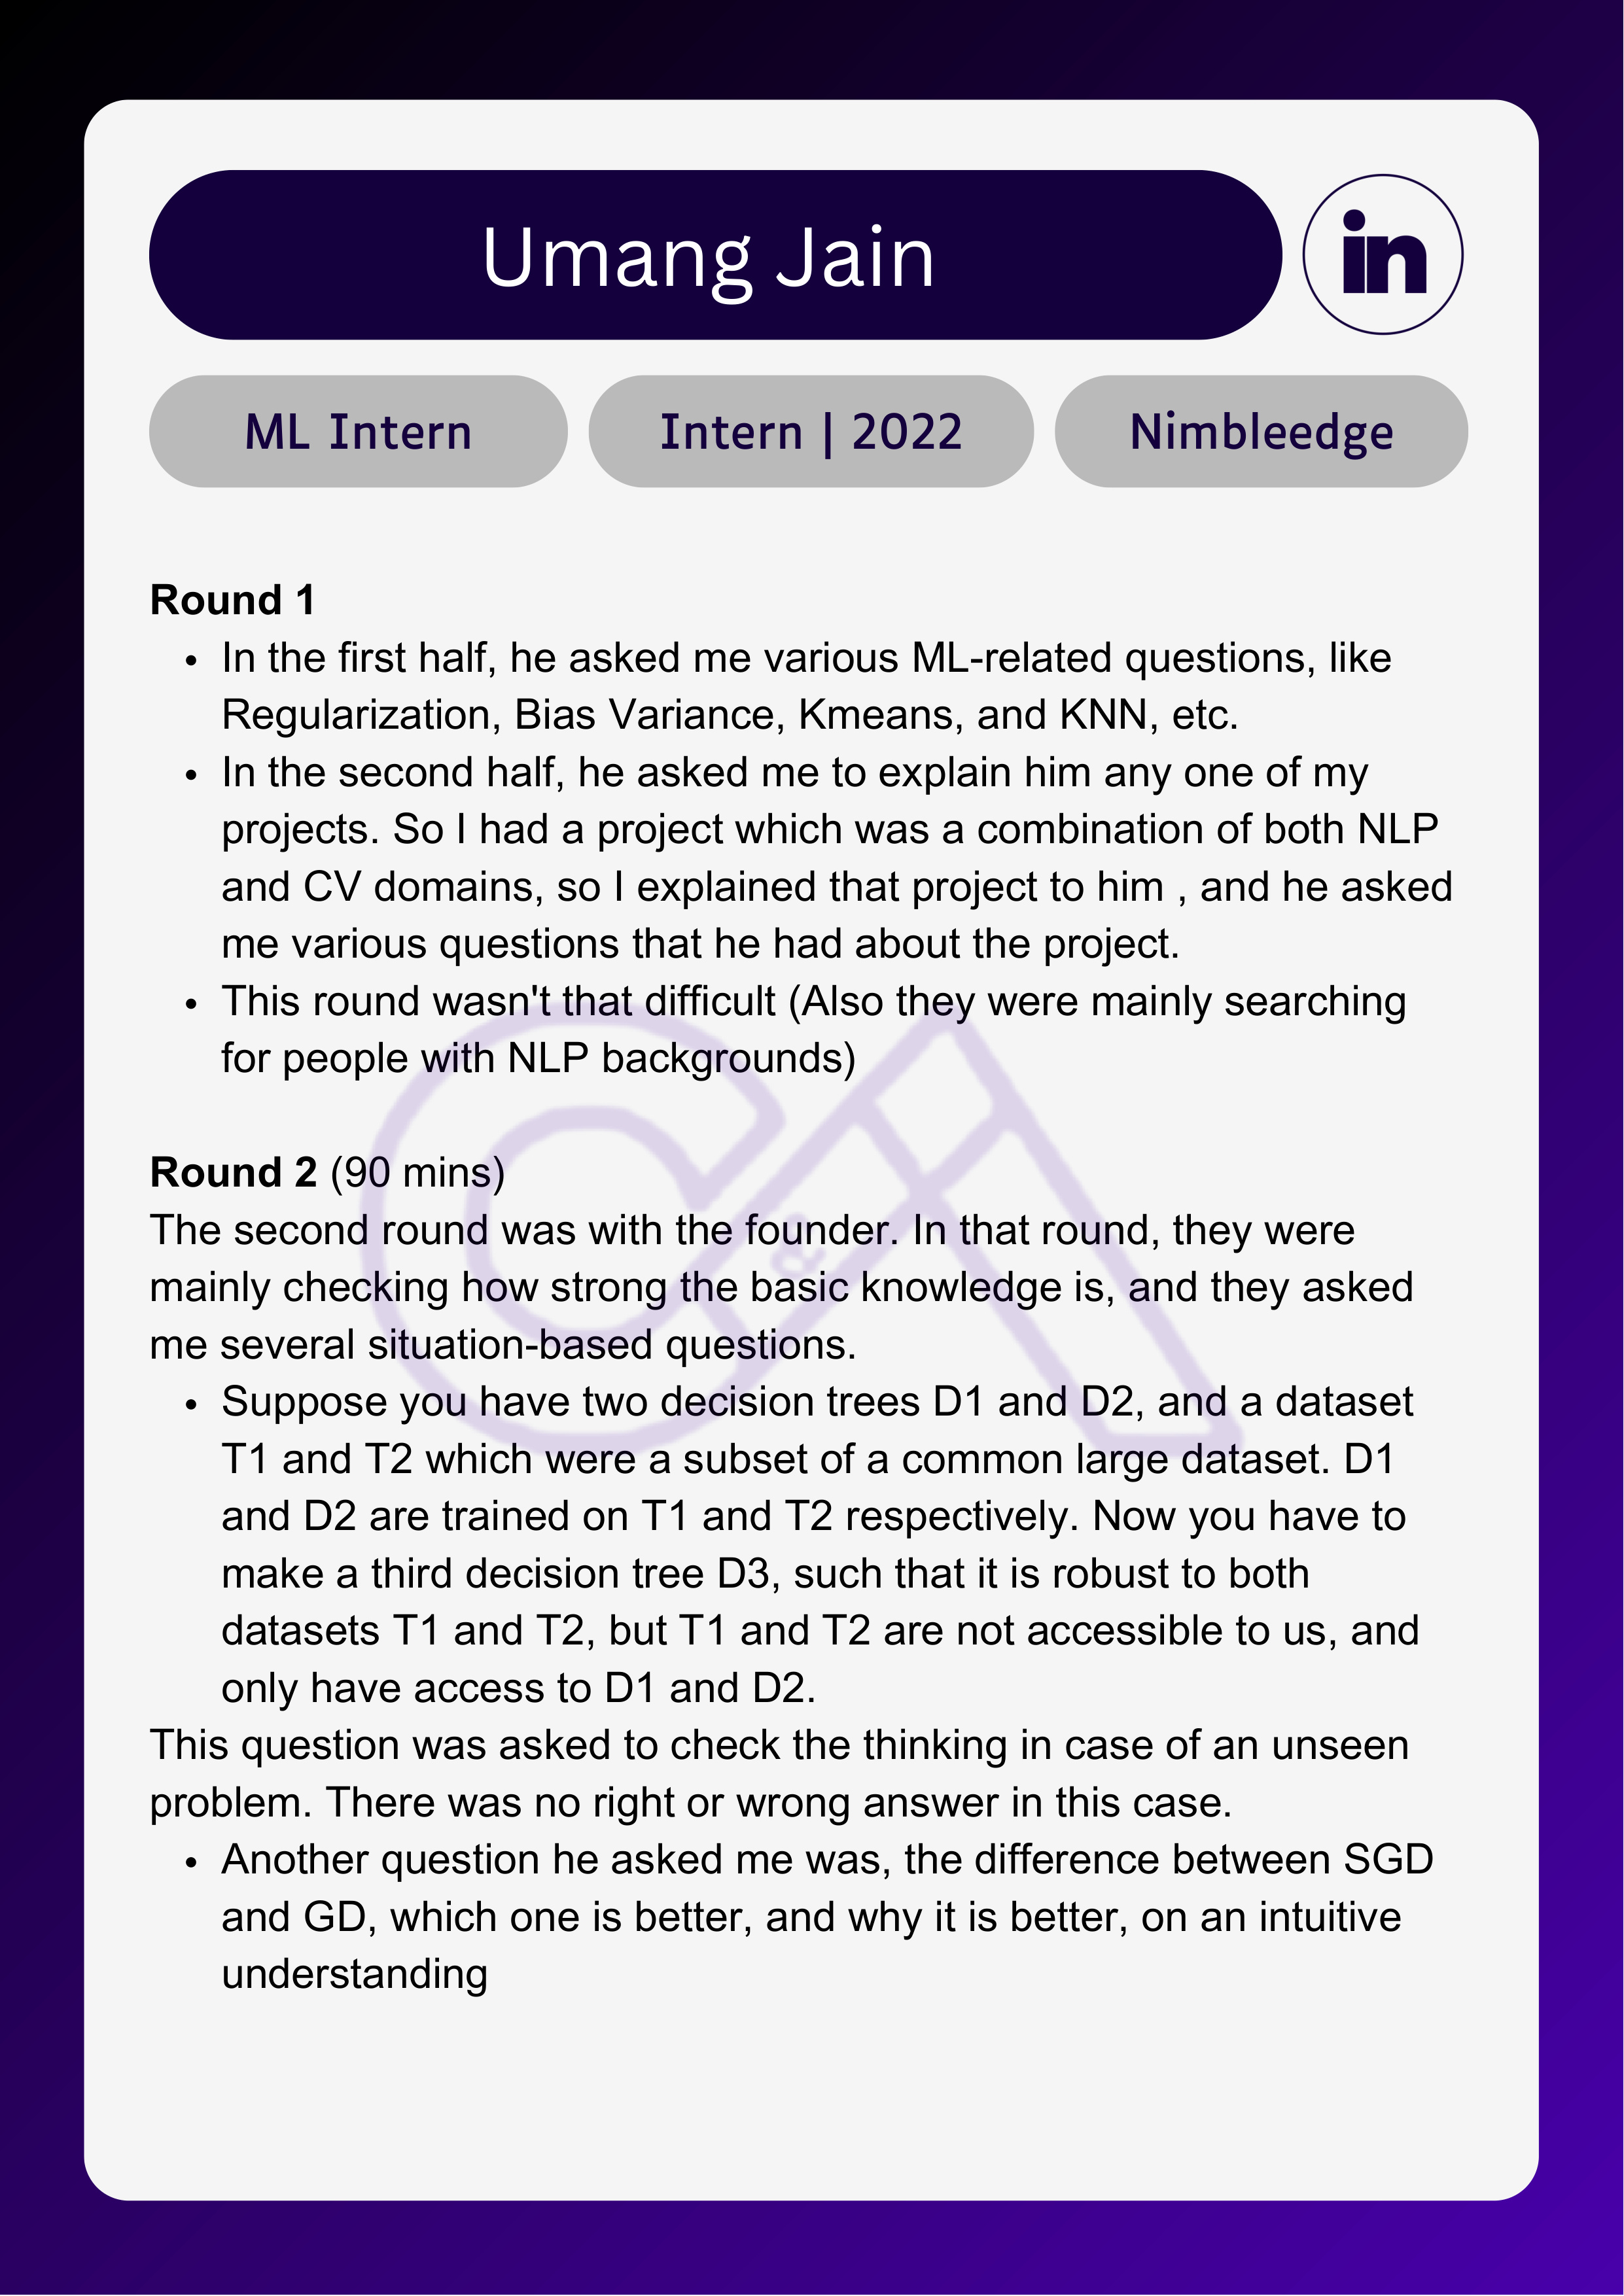 Umang Jain
in
ML Intern
Intern | 2022
Nimbleedge
Round 1
• In the first half, he asked me various ML-related questions, like
Regularization, Bias Variance, Kmeans, and KNN, etc.
• In the second half, he asked me to explain him any one of my
projects. So I had a project which was a combination of both NLP
and CV domains, so I explained that project to him , and he asked
me various questions that he had about the project.
• This round wasn't that difficult (Also they were mainly searching
for people with NLP backgrounds)
Round 2 (90 mins)
The second round was with the founder. In that round, they were
mainly checking how strong the basic knowledge is, and they asked
me several situation-based questions.
• Suppose you have two decision trees D1 and D2, and a dataset
T1 and T2 which were a subset of a common large dataset. D1
and D2 are trained on T1 and T2 respectively. Now you have to
make a third decision tree D3, such that it is robust to both
datasets T1 and T2, but T1 and T2 are not accessible to us, and
only have access to D1 and D2.
This question was asked to check the thinking in case of an unseen
problem. There was no right or wrong answer in this case.
• Another question he asked me was, the difference between SGD
and GD, which one is better, and why it is better, on an intuitive
understanding
&